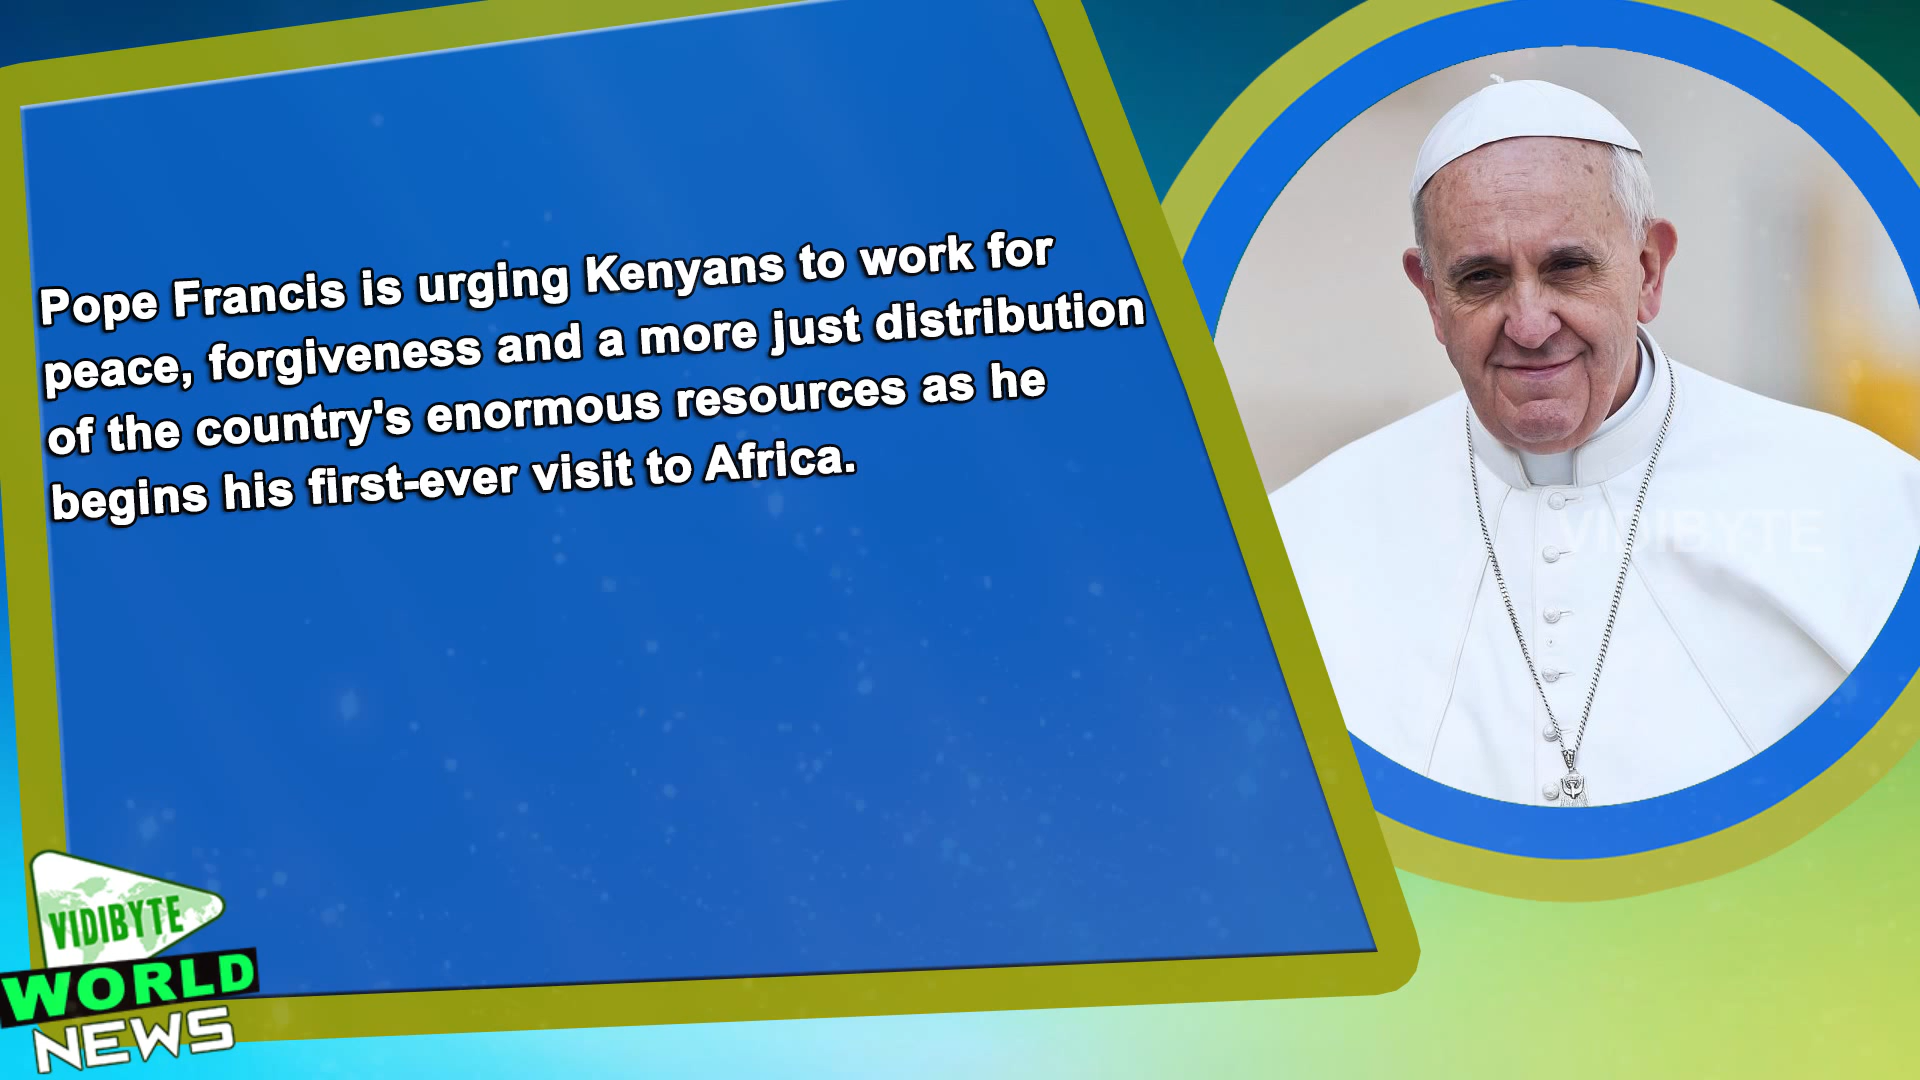 Pope Francis is urging Kenyans to work for
peace, forgiveness and a more just distribution
of the country's enormous resources as he
begins his first-ever visit to Africa.
VIDIBYTE
VIDIBYTE
WORLD
NEWS